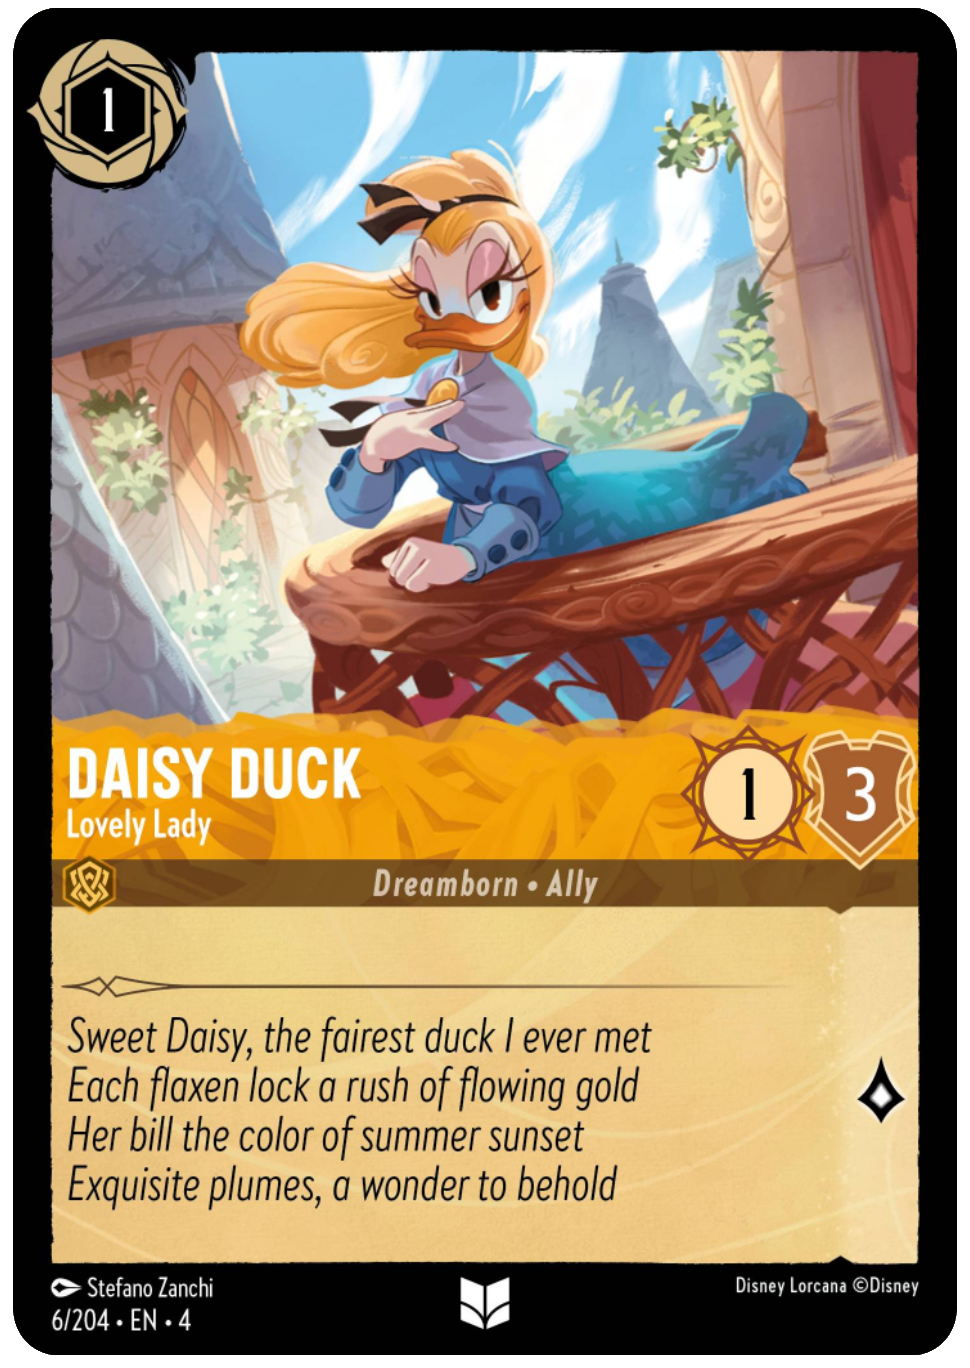 1
DAISY DUCK
Lovely Lady
1
3
Dreamborn • Ally
Sweet Daisy, the fairest duck I ever met
Each flaxen lock a rush of flowing gold
Her bill the color of summer sunset
Exquisite plumes, a wonder to behold
Stefano Zanchi
6/204 • EN • 4
Disney Lorcana ©Disney